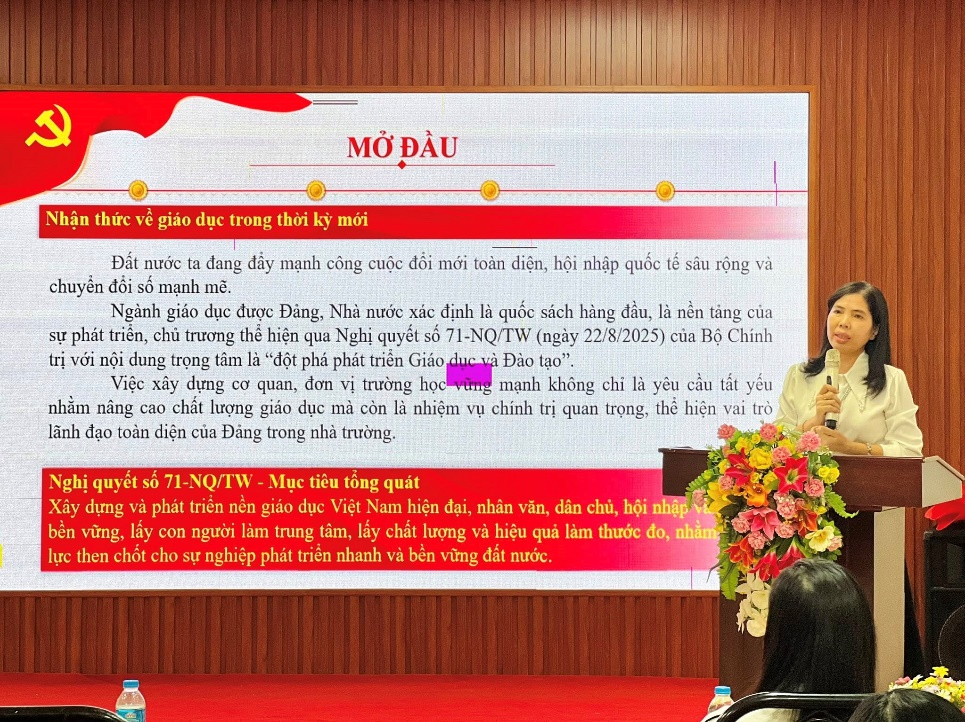 MỞ ĐẦU
Nhận thức về giáo dục trong thời kỳ mới
Đất nước ta đang đẩy mạnh công cuộc đổi mới toàn diện, hội nhập quốc tế sâu rộng và
chuyển đổi số mạnh mẽ.
Ngành giáo dục được Đảng, Nhà nước xác định là quốc sách hàng đầu, là nền tảng của
sự phát triển, chủ trương thể hiện qua Nghị quyết số 71-NQ/TW (ngày 22/8/2025) của Bộ Chính
trị với nội dung trọng tâm là “đột phá phát triển Giáo dục và Đào tạo”.
Việc xây dựng cơ quan, đơn vị trường học vững mạnh không chỉ là yêu cầu tất yếu
nhằm nâng cao chất lượng giáo dục mà còn là nhiệm vụ chính trị quan trọng, thể hiện vai trò
lãnh đạo toàn diện của Đảng trong nhà trường.
Nghị quyết số 71-NQ/TW - Mục tiêu tổng quát
Xây dựng và phát triển nền giáo dục Việt Nam hiện đại, nhân văn, dân chủ, hội nhập
bền vững, lấy con người làm trung tâm, lấy chất lượng và hiệu quả làm thước đo, nhằm
lực then chốt cho sự nghiệp phát triển nhanh và bền vững đất nước.